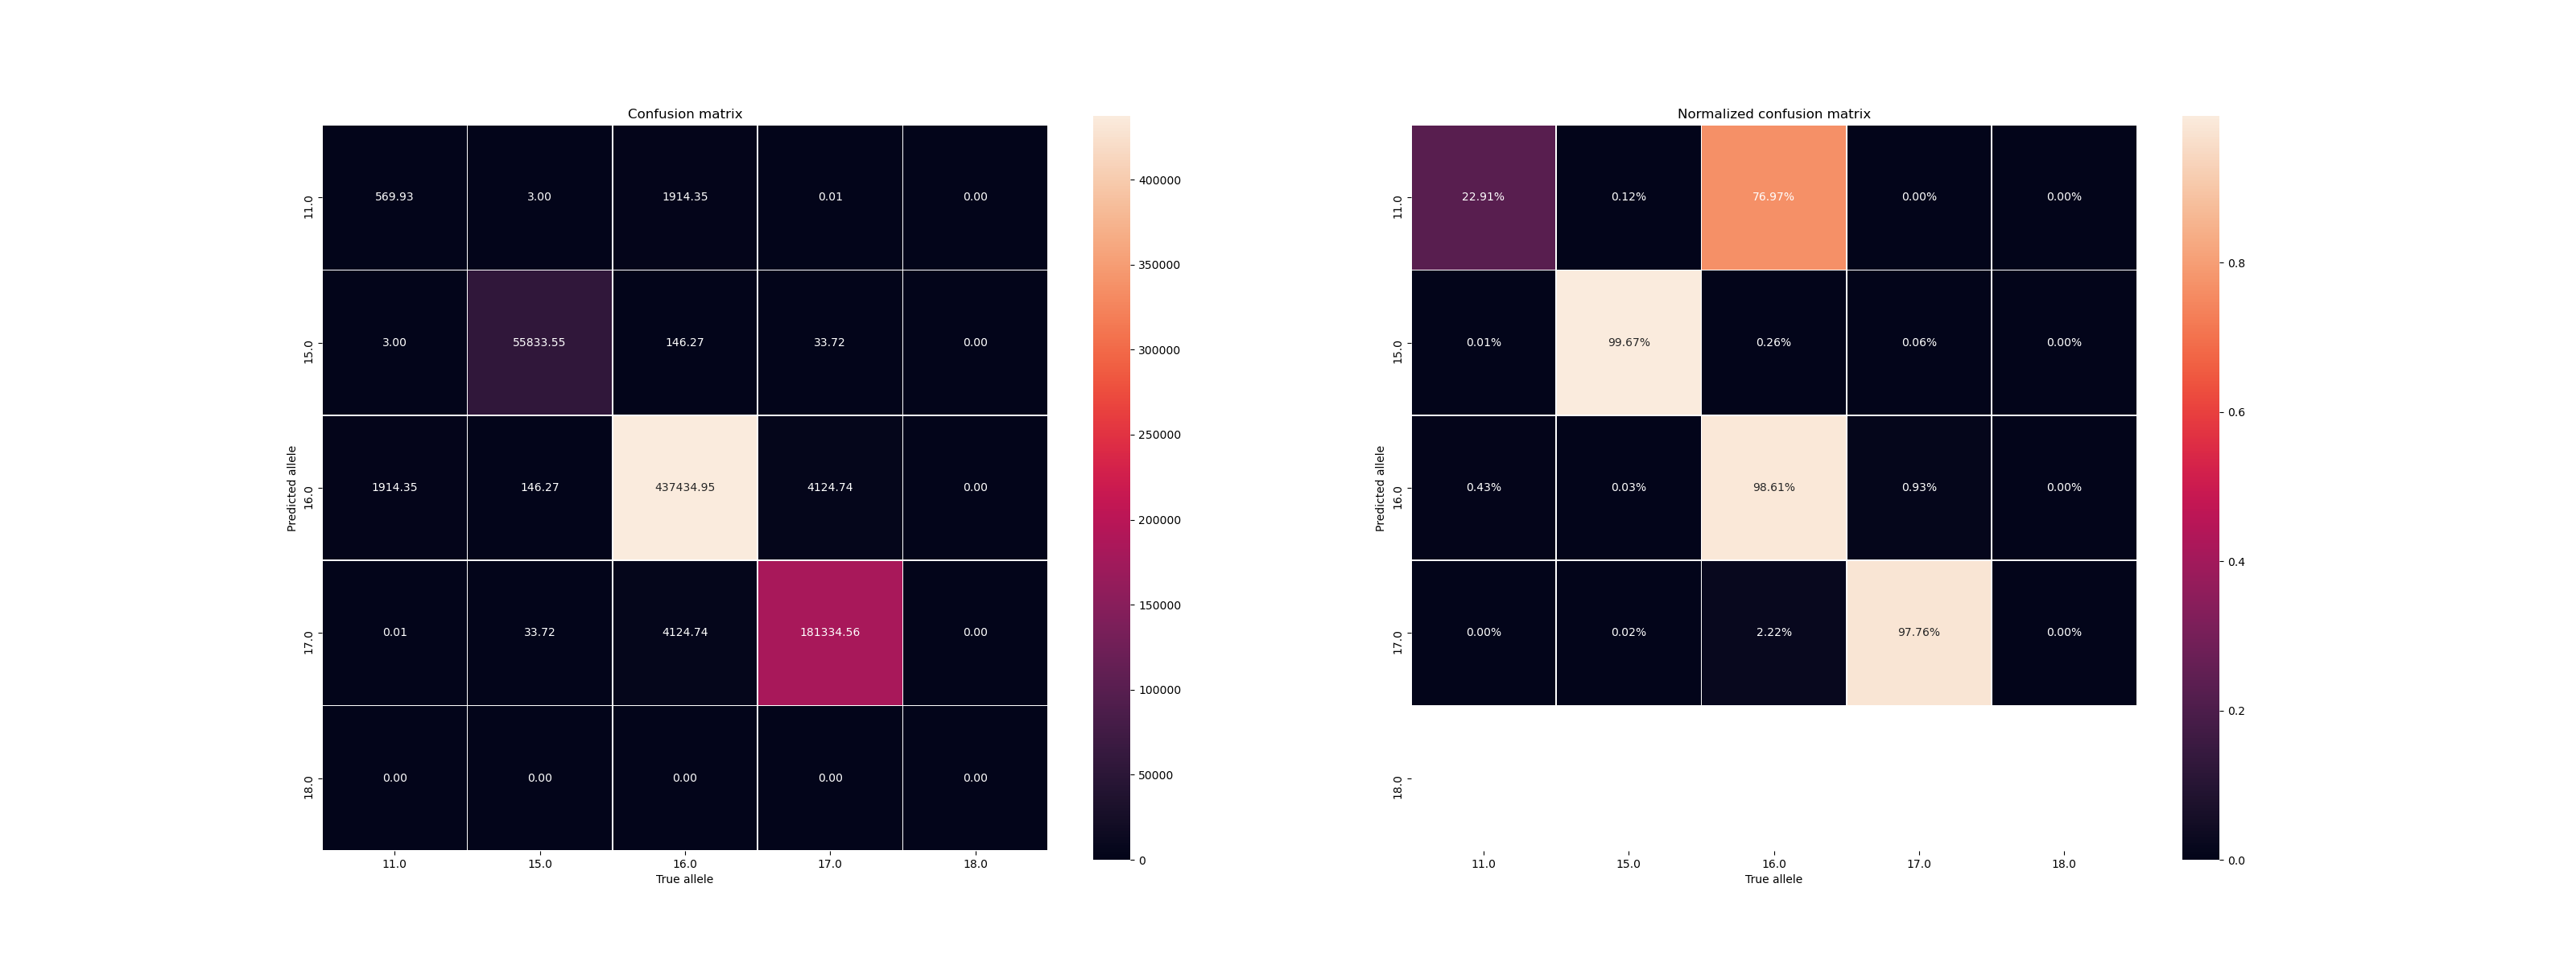 Confusion matrix
11.0 569.93 3.00 1914.35 0.01 0.00
15.0 3.00 55833.55 146.27 33.72 0.00
16.0 1914.35 146.27 437434.95 4124.74 0.00
17.0 0.01 33.72 4124.74 181334.56 0.00
18.0 0.00 0.00 0.00 0.00 0.00
Predicted allele
11.0 15.0 16.0 17.0 18.0
True allele
400000
350000
300000
250000
200000
150000
100000
50000
0
Normalized confusion matrix
11.0 22.91% 0.12% 76.97% 0.00% 0.00%
15.0 0.01% 99.67% 0.26% 0.06% 0.00%
16.0 0.43% 0.03% 98.61% 0.93% 0.00%
17.0 0.00% 0.02% 2.22% 97.76% 0.00%
18.0
Predicted allele
11.0 15.0 16.0 17.0 18.0
True allele
0.8
0.6
0.4
0.2
0.0